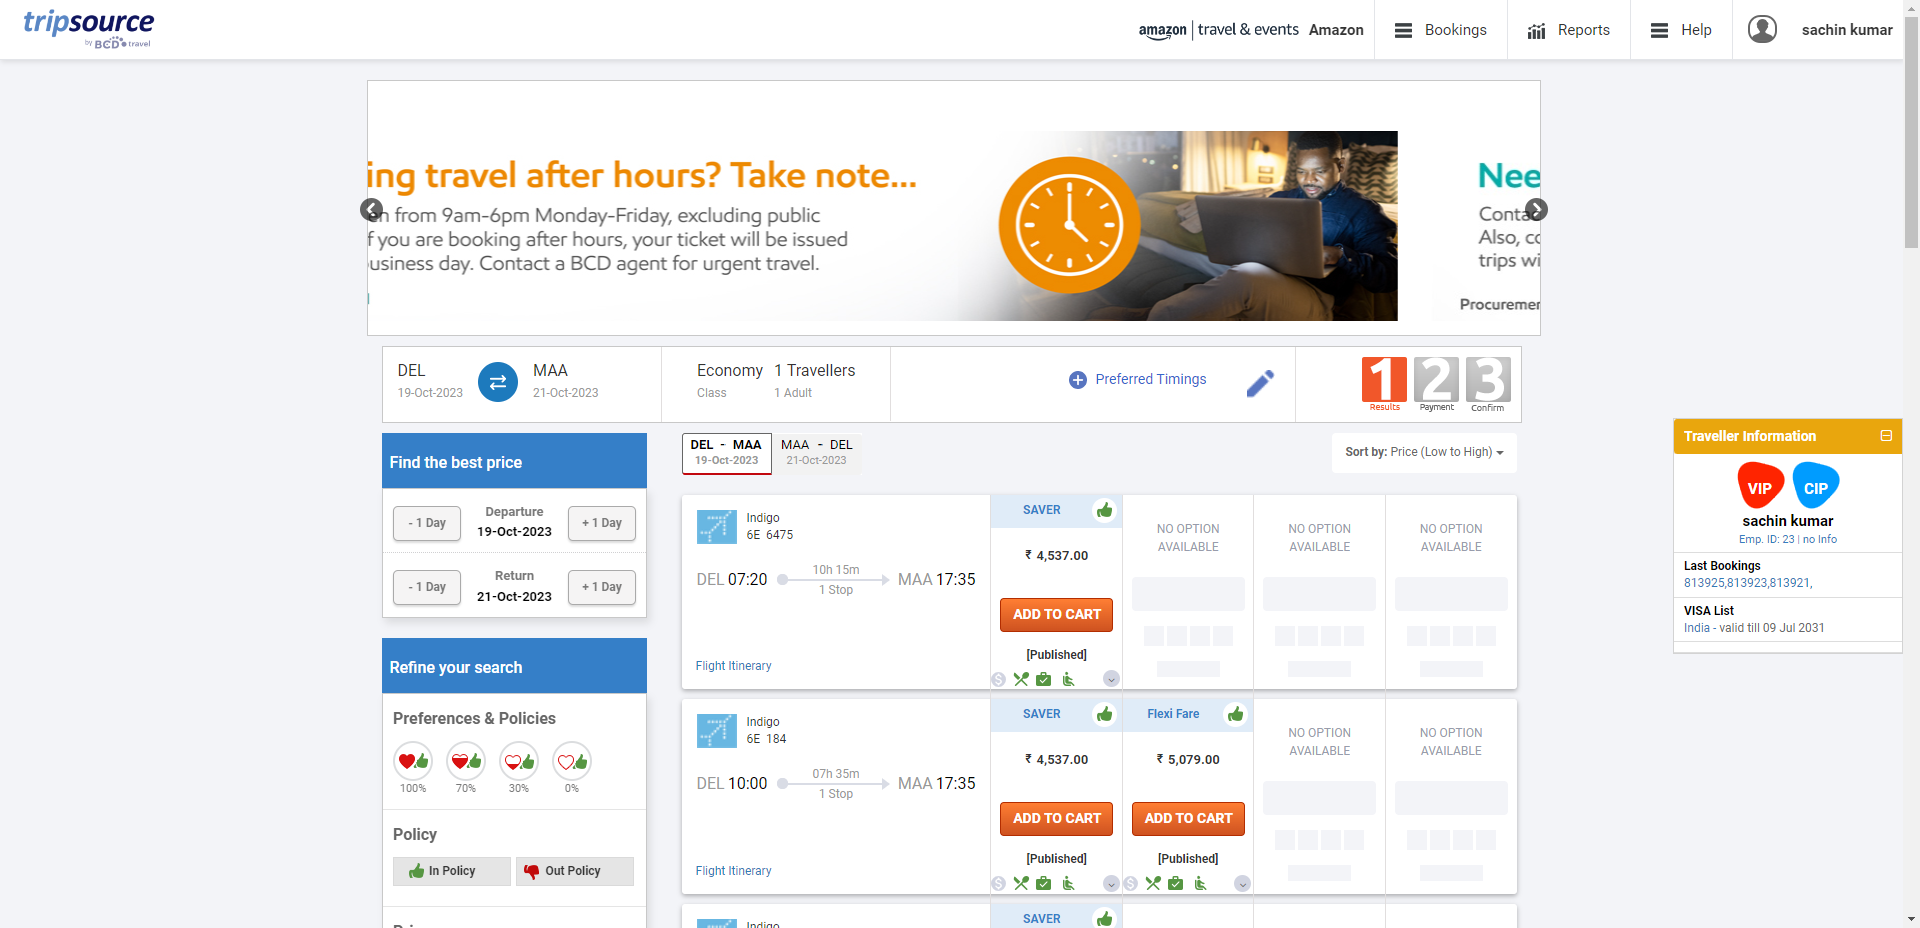 tripsource
by BCD travel
amazon | travel & events Amazon
Bookings
Reports
Help
sachin kumar
ing travel after hours? Take note...
en from 9am-6pm Monday-Friday, excluding public
f you are booking after hours, your ticket will be issued
usiness day. Contact a BCD agent for urgent travel.
Nee
Contac
Also, co
trips wi
Procuremen
DEL
19-Oct-2023
MAA
21-Oct-2023
Economy
Class
1 Travellers
1 Adult
Preferred Timings
1 2 3
Results Payment Confirm
Find the best price
- 1 Day
Departure
19-Oct-2023
+ 1 Day
- 1 Day
Return
21-Oct-2023
+ 1 Day
Refine your search
Preferences & Policies
100% 70% 30% 0%
Policy
In Policy
Out Policy
DEL - MAA
19-Oct-2023
MAA - DEL
21-Oct-2023
Sort by: Price (Low to High)
Indigo
6E 6475
DEL 07:20
10h 15m
1 Stop
MAA 17:35
Flight Itinerary
SAVER
₹ 4,537.00
ADD TO CART
[Published]
NO OPTION
AVAILABLE
NO OPTION
AVAILABLE
NO OPTION
AVAILABLE
Indigo
6E 184
DEL 10:00
07h 35m
1 Stop
MAA 17:35
Flight Itinerary
SAVER
₹ 4,537.00
ADD TO CART
[Published]
Flexi Fare
₹ 5,079.00
ADD TO CART
[Published]
NO OPTION
AVAILABLE
NO OPTION
AVAILABLE
Indigo
SAVER
Traveller Information
VIP CIP
sachin kumar
Emp. ID: 23 | no Info
Last Bookings
813925,813923,813921,
VISA List
India - valid till 09 Jul 2031